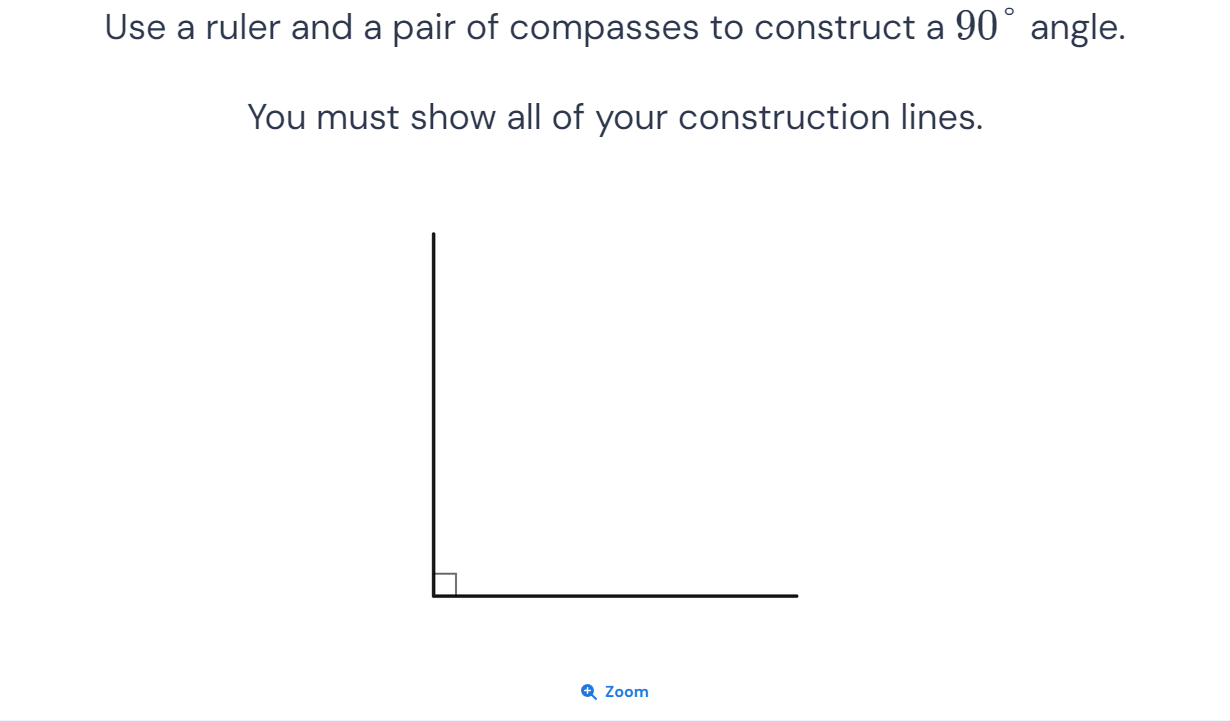 Use a ruler and a pair of compasses to construct a 90° angle.
You must show all of your construction lines.
Zoom